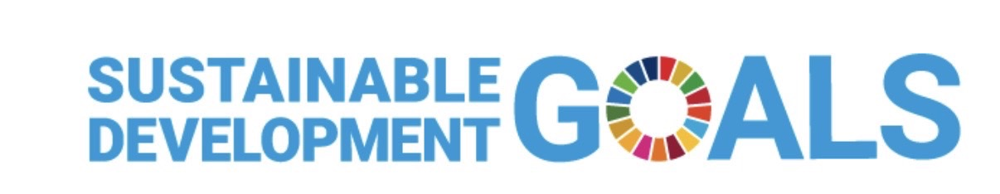 SUSTAINABLE
DEVELOPMENT
GOALS